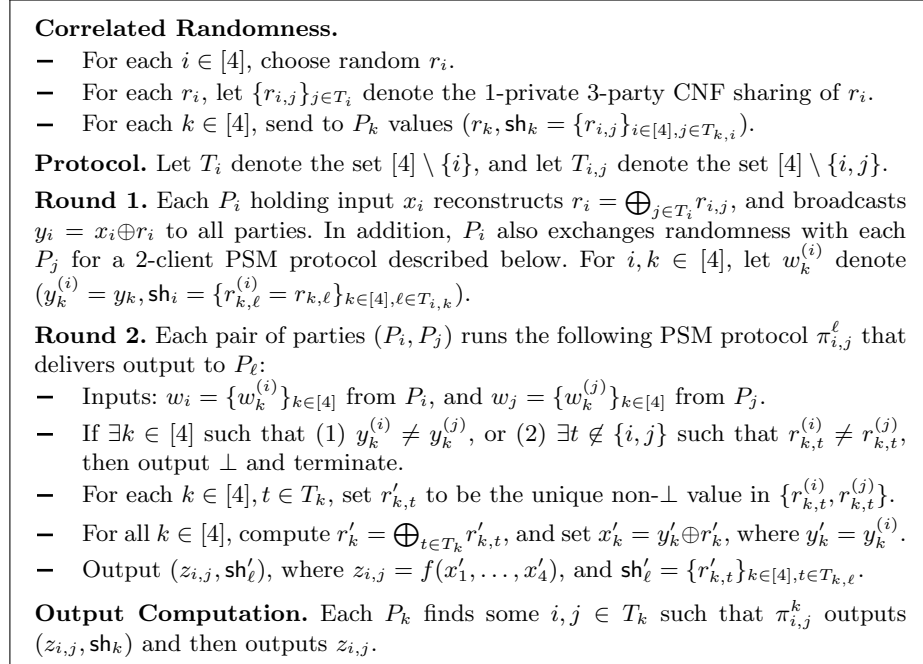 Correlated Randomness.
– For each i ∈ [4], choose random r_i.
– For each r_i, let {r_{i,j}}_{j∈T_i} denote the 1-private 3-party CNF sharing of r_i.
– For each k ∈ [4], send to P_k values (r_k, sh_k = {r_{i,j}}_{i∈[4],j∈T_{k,i}}).
Protocol. Let T_i denote the set [4] \ {i}, and let T_{i,j} denote the set [4] \ {i, j}.
Round 1. Each P_i holding input x_i reconstructs r_i = ⊕_{j∈T_i} r_{i,j}, and broadcasts
y_i = x_i⊕r_i to all parties. In addition, P_i also exchanges randomness with each
P_j for a 2-client PSM protocol described below. For i, k ∈ [4], let w_k^{(i)} denote
(y_k^{(i)} = y_k, sh_i = {r_{k,ℓ}^{(i)} = r_{k,ℓ}}_{k∈[4],ℓ∈T_{i,k}}).
Round 2. Each pair of parties (P_i, P_j) runs the following PSM protocol π_{i,j}^ℓ that
delivers output to P_ℓ:
– Inputs: w_i = {w_k^{(i)}}_{k∈[4]} from P_i, and w_j = {w_k^{(j)}}_{k∈[4]} from P_j.
– If ∃k ∈ [4] such that (1) y_k^{(i)} ≠ y_k^{(j)}, or (2) ∃t ∉ {i, j} such that r_{k,t}^{(i)} ≠ r_{k,t}^{(j)},
then output ⊥ and terminate.
– For each k ∈ [4], t ∈ T_k, set r'_{k,t} to be the unique non-⊥ value in {r_{k,t}^{(i)}, r_{k,t}^{(j)}}.
– For all k ∈ [4], compute r'_k = ⊕_{t∈T_k} r'_{k,t}, and set x'_k = y'_k⊕r'_k, where y'_k = y_k^{(i)}.
– Output (z_{i,j}, sh'_ℓ), where z_{i,j} = f(x'_1, . . . , x'_4), and sh'_ℓ = {r'_{k,t}}_{k∈[4],t∈T_{k,ℓ}}.
Output Computation. Each P_k finds some i, j ∈ T_k such that π_{i,j}^k outputs
(z_{i,j}, sh_k) and then outputs z_{i,j}.